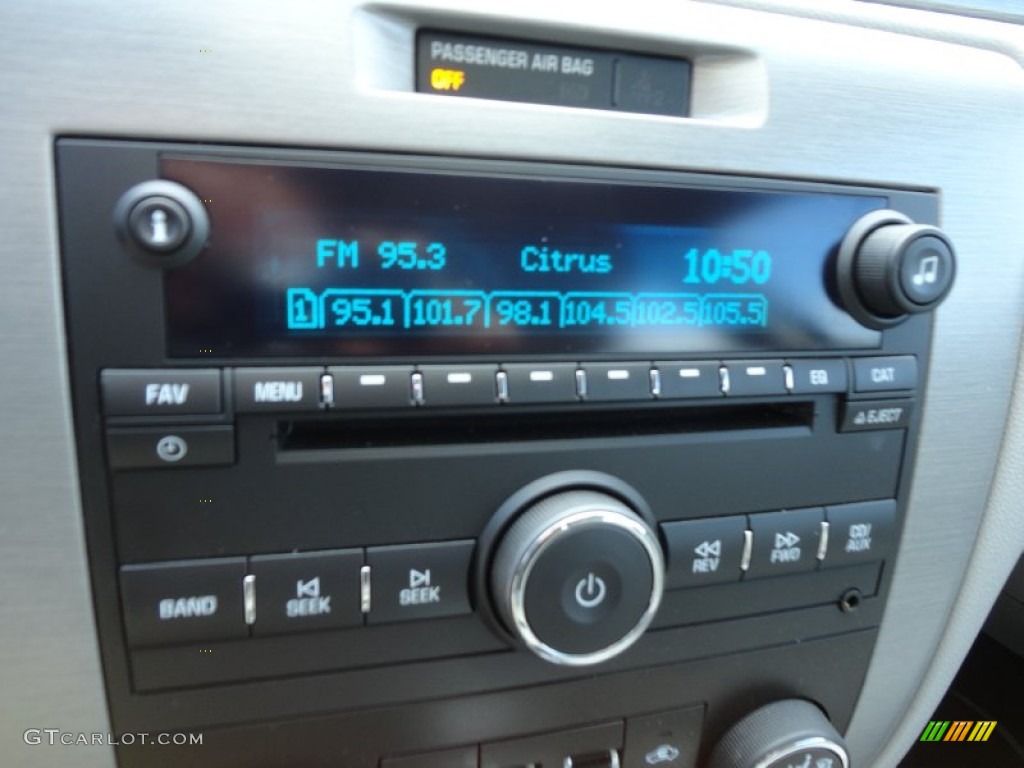 PASSENGER AIR BAG
OFF
FM 95.3 Citrus 10:50
1 95.1 101.7 98.1 104.5 102.5 105.5
FAV MENU EQ CAT
EJECT
BAND SEEK SEEK REV FWD CD/AUX
GTcarlot.com